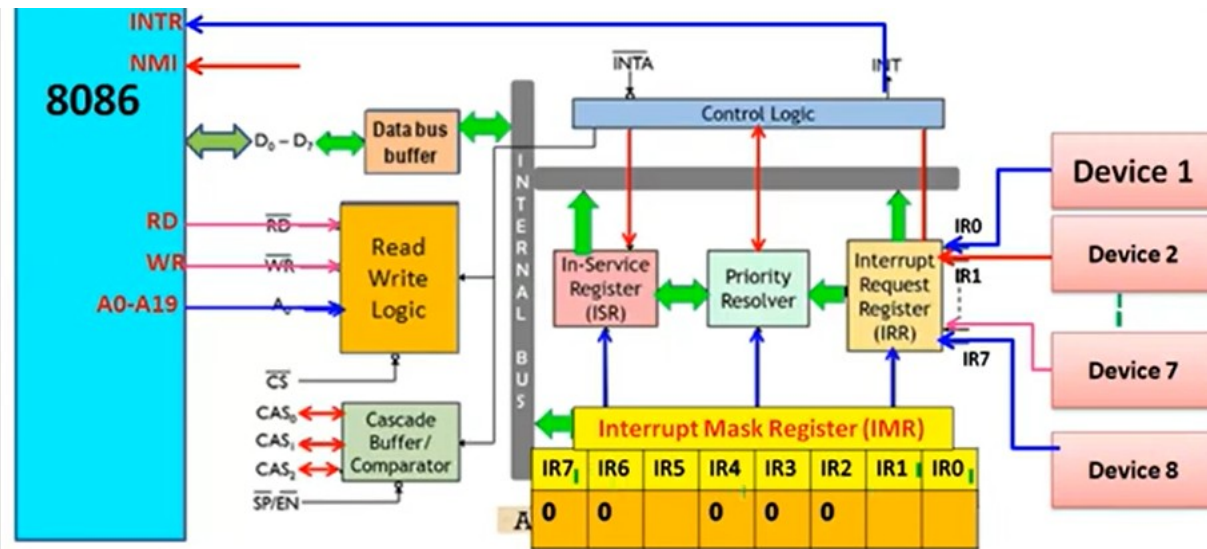 INTR
NMI
8086
INTA
INT
Control Logic
D0 – D7
Data bus
buffer
INTERNAL BUS
Device 1
RD
RD
WR
WR
A0-A19
A0
Read
Write
Logic
In-Service
Register
(ISR)
Priority
Resolver
Interrupt
Request
Register
(IRR)
IR0
IR1
IR7
Device 2
Device 7
Device 8
CS
CAS0
CAS1
CAS2
SP/EN
Cascade
Buffer/
Comparator
Interrupt Mask Register (IMR)
IR7 IR6 IR5 IR4 IR3 IR2 IR1 IR0
A 0 0 0 0 0